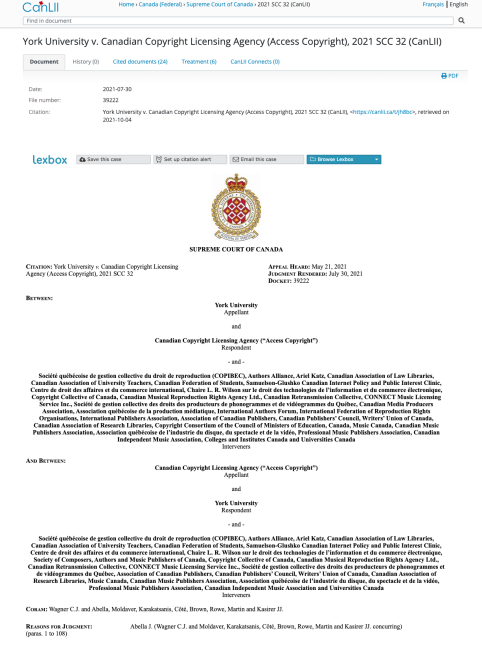 CanLII
Home › Canada (Federal) › Supreme Court of Canada › 2021 SCC 32 (CanLII)
Français | English
Find in document
York University v. Canadian Copyright Licensing Agency (Access Copyright), 2021 SCC 32 (CanLII)
Document History (0) Cited documents (24) Treatment (6) CanLII Connects (0)
PDF
Date: 2021-07-30
File number: 39222
Citation: York University v. Canadian Copyright Licensing Agency (Access Copyright), 2021 SCC 32 (CanLII), <https://canlii.ca/t/jh8bc>, retrieved on
2021-10-04
lexbox Save this case Set up citation alert Email this case Browse Lexbox
SUPREME COURT OF CANADA
CITATION: York University v. Canadian Copyright Licensing
Agency (Access Copyright), 2021 SCC 32
APPEAL HEARD: May 21, 2021
JUDGMENT RENDERED: July 30, 2021
DOCKET: 39222
BETWEEN:
York University
Appellant
and
Canadian Copyright Licensing Agency (“Access Copyright”)
Respondent
- and -
Société québécoise de gestion collective du droit de reproduction (COPIBEC), Authors Alliance, Ariel Katz, Canadian Association of Law Libraries,
Canadian Association of University Teachers, Canadian Federation of Students, Samuelson-Glushko Canadian Internet Policy and Public Interest Clinic,
Centre de droit des affaires et du commerce international, Chaire L. R. Wilson sur le droit des technologies de l’information et du commerce électronique,
Copyright Collective of Canada, Canadian Musical Reproduction Rights Agency Ltd., Canadian Retransmission Collective, CONNECT Music Licensing
Service Inc., Société de gestion collective des droits des producteurs de phonogrammes et de vidéogrammes du Québec, Canadian Media Producers
Association, Association québécoise de la production médiatique, International Authors Forum, International Federation of Reproduction Rights
Organisations, International Publishers Association, Association of Canadian Publishers, Canadian Publishers’ Council, Writers’ Union of Canada,
Canadian Association of Research Libraries, Copyright Consortium of the Council of Ministers of Education, Canada, Music Canada, Canadian Music
Publishers Association, Association québécoise de l’industrie du disque, du spectacle et de la vidéo, Professional Music Publishers Association, Canadian
Independent Music Association, Colleges and Institutes Canada and Universities Canada
Interveners
AND BETWEEN:
Canadian Copyright Licensing Agency (“Access Copyright”)
Appellant
and
York University
Respondent
- and -
Société québécoise de gestion collective du droit de reproduction (COPIBEC), Authors Alliance, Ariel Katz, Canadian Association of Law Libraries,
Canadian Association of University Teachers, Canadian Federation of Students, Samuelson-Glushko Canadian Internet Policy and Public Interest Clinic,
Centre de droit des affaires et du commerce international, Chaire L. R. Wilson sur le droit des technologies de l’information et du commerce électronique,
Society of Composers, Authors and Music Publishers of Canada, Copyright Collective of Canada, Canadian Musical Reproduction Rights Agency Ltd.,
Canadian Retransmission Collective, CONNECT Music Licensing Service Inc., Société de gestion collective des droits des producteurs de phonogrammes et
de vidéogrammes du Québec, Association of Canadian Publishers, Canadian Publishers’ Council, Writers’ Union of Canada, Canadian Association of
Research Libraries, Music Canada, Canadian Music Publishers Association, Association québécoise de l’industrie du disque, du spectacle et de la vidéo,
Professional Music Publishers Association, Canadian Independent Music Association and Universities Canada
Interveners
CORAM: Wagner C.J. and Abella, Moldaver, Karakatsanis, Côté, Brown, Rowe, Martin and Kasirer JJ.
REASONS FOR JUDGMENT: Abella J. (Wagner C.J. and Moldaver, Karakatsanis, Côté, Brown, Rowe, Martin and Kasirer JJ. concurring)
(paras. 1 to 108)